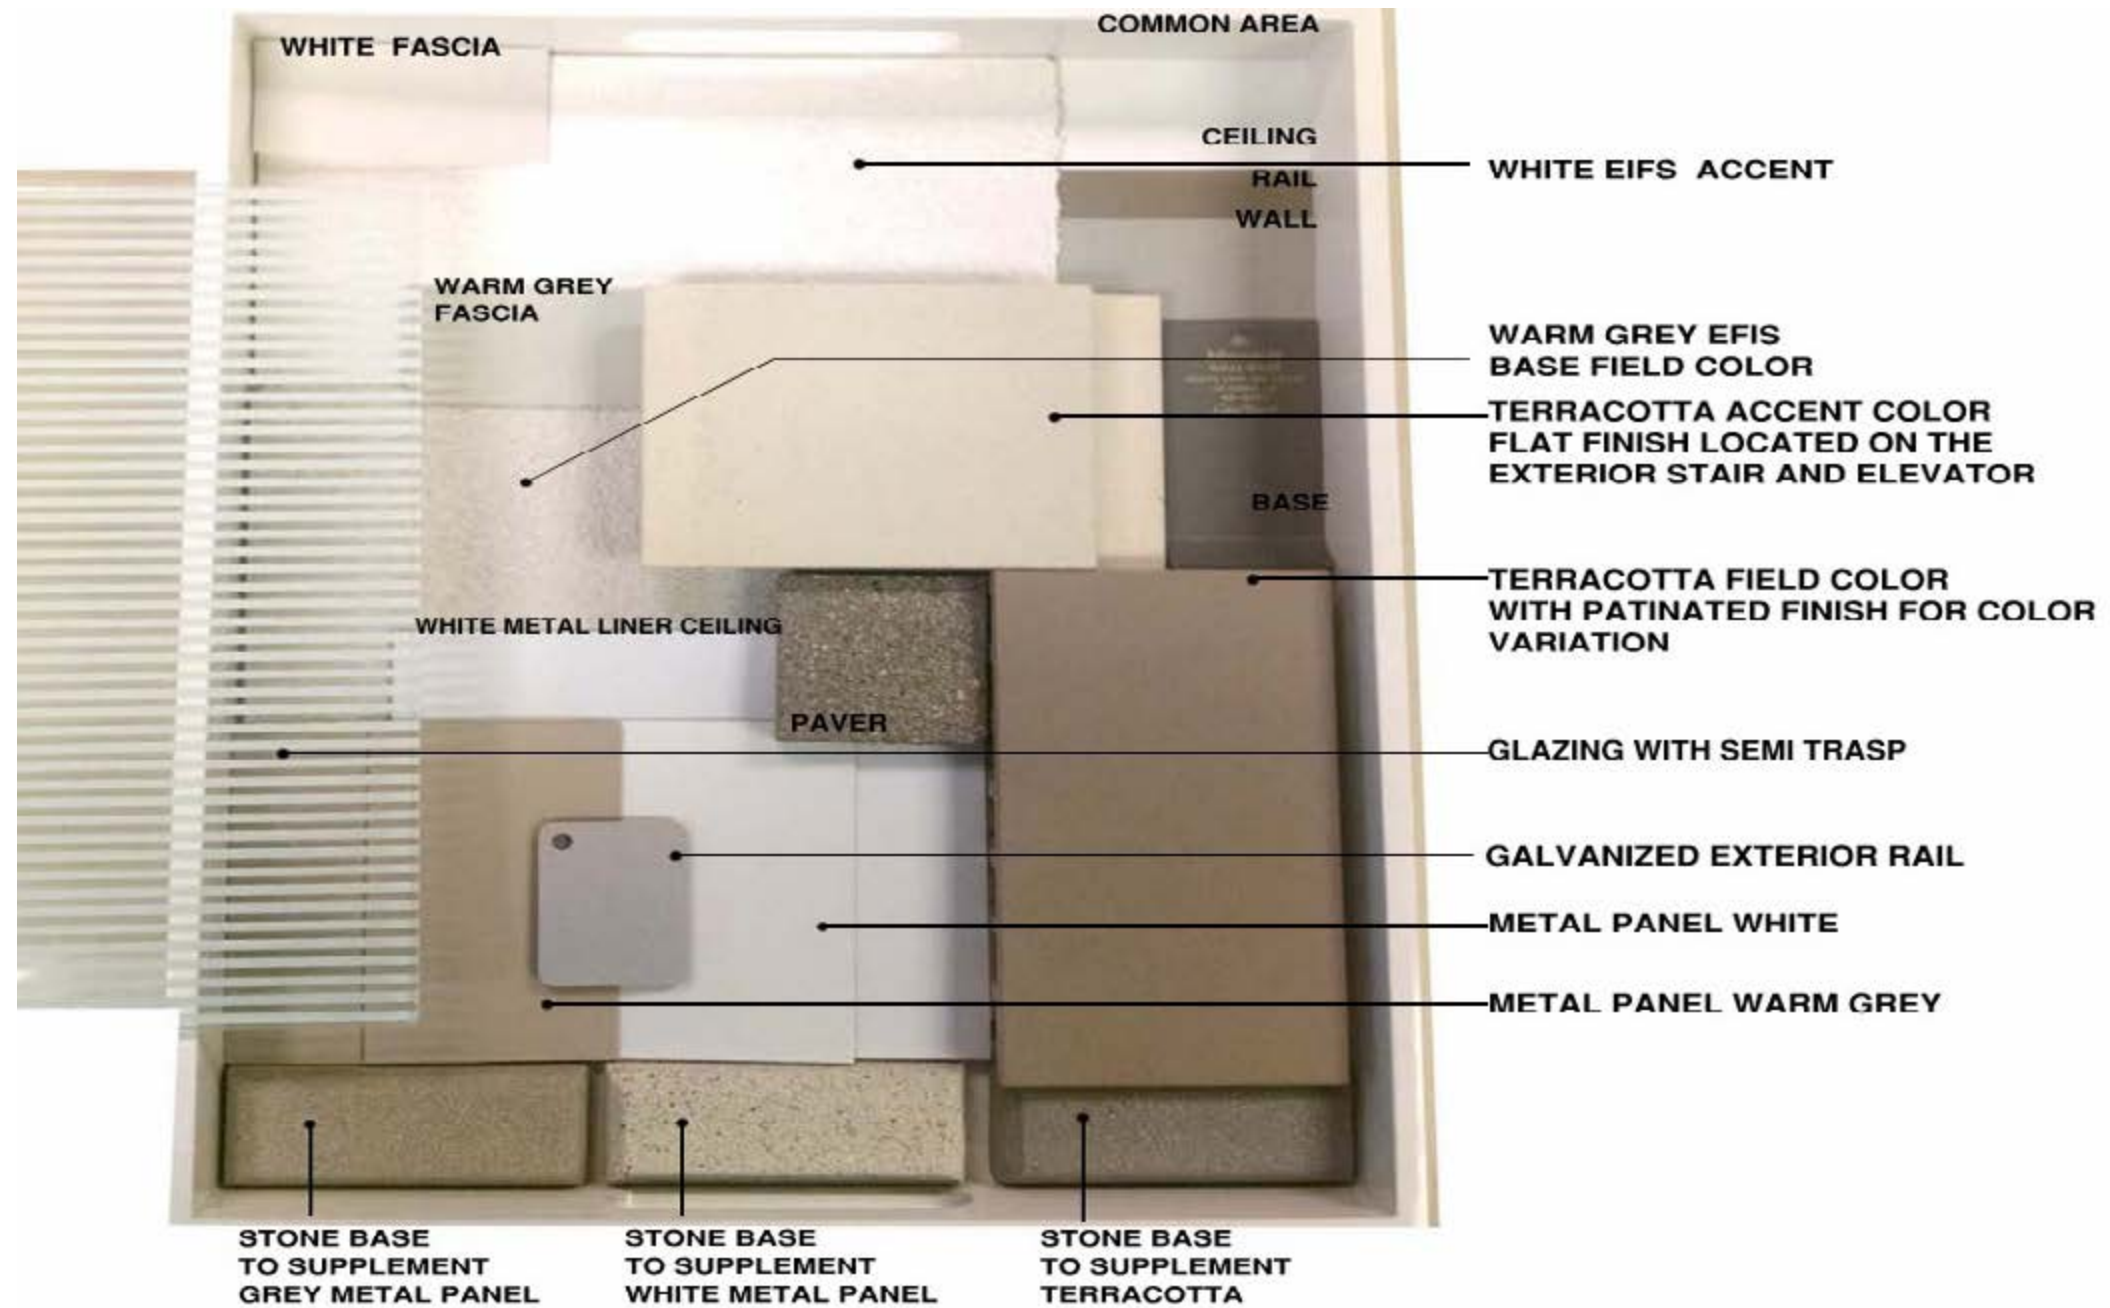 COMMON AREA
WHITE FASCIA
CEILING
WHITE EIFS ACCENT
RAIL
WALL
WARM GREY
FASCIA
WARM GREY EFIS
BASE FIELD COLOR
TERRACOTTA ACCENT COLOR
FLAT FINISH LOCATED ON THE
EXTERIOR STAIR AND ELEVATOR
BASE
TERRACOTTA FIELD COLOR
WITH PATINATED FINISH FOR COLOR
VARIATION
WHITE METAL LINER CEILING
PAVER
GLAZING WITH SEMI TRASP
GALVANIZED EXTERIOR RAIL
METAL PANEL WHITE
METAL PANEL WARM GREY
STONE BASE
TO SUPPLEMENT
GREY METAL PANEL
STONE BASE
TO SUPPLEMENT
WHITE METAL PANEL
STONE BASE
TO SUPPLEMENT
TERRACOTTA